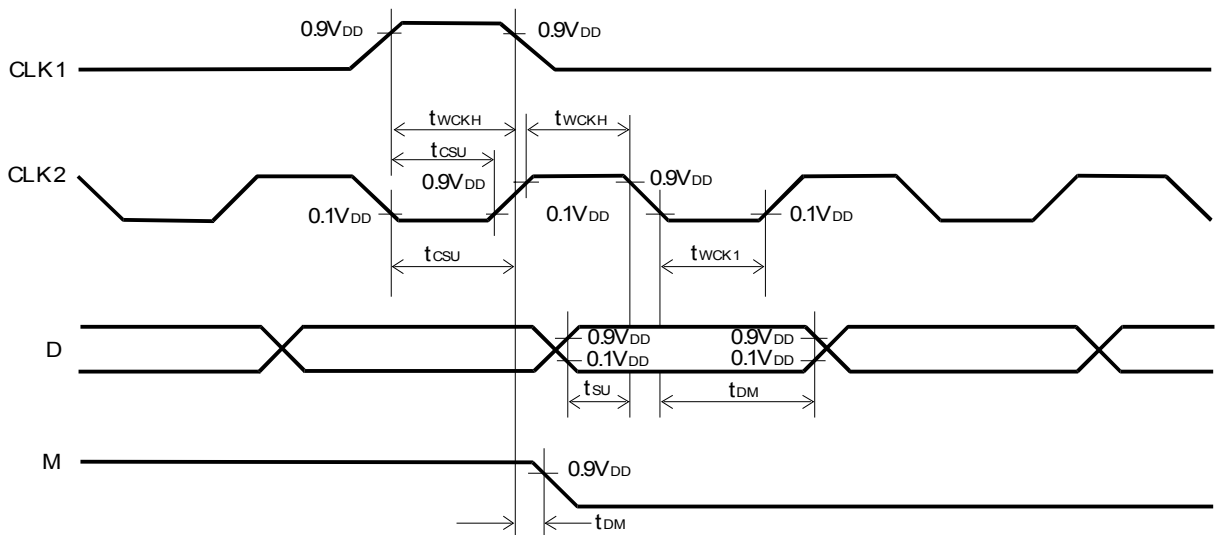 0.9VDD 0.9VDD
CLK1
tWCKH tWCKH
tCSU
CLK2 0.9VDD 0.9VDD
0.1VDD 0.1VDD 0.1VDD
tCSU tWCK1
D 0.9VDD 0.9VDD
0.1VDD 0.1VDD
tSU tDM
M 0.9VDD
tDM